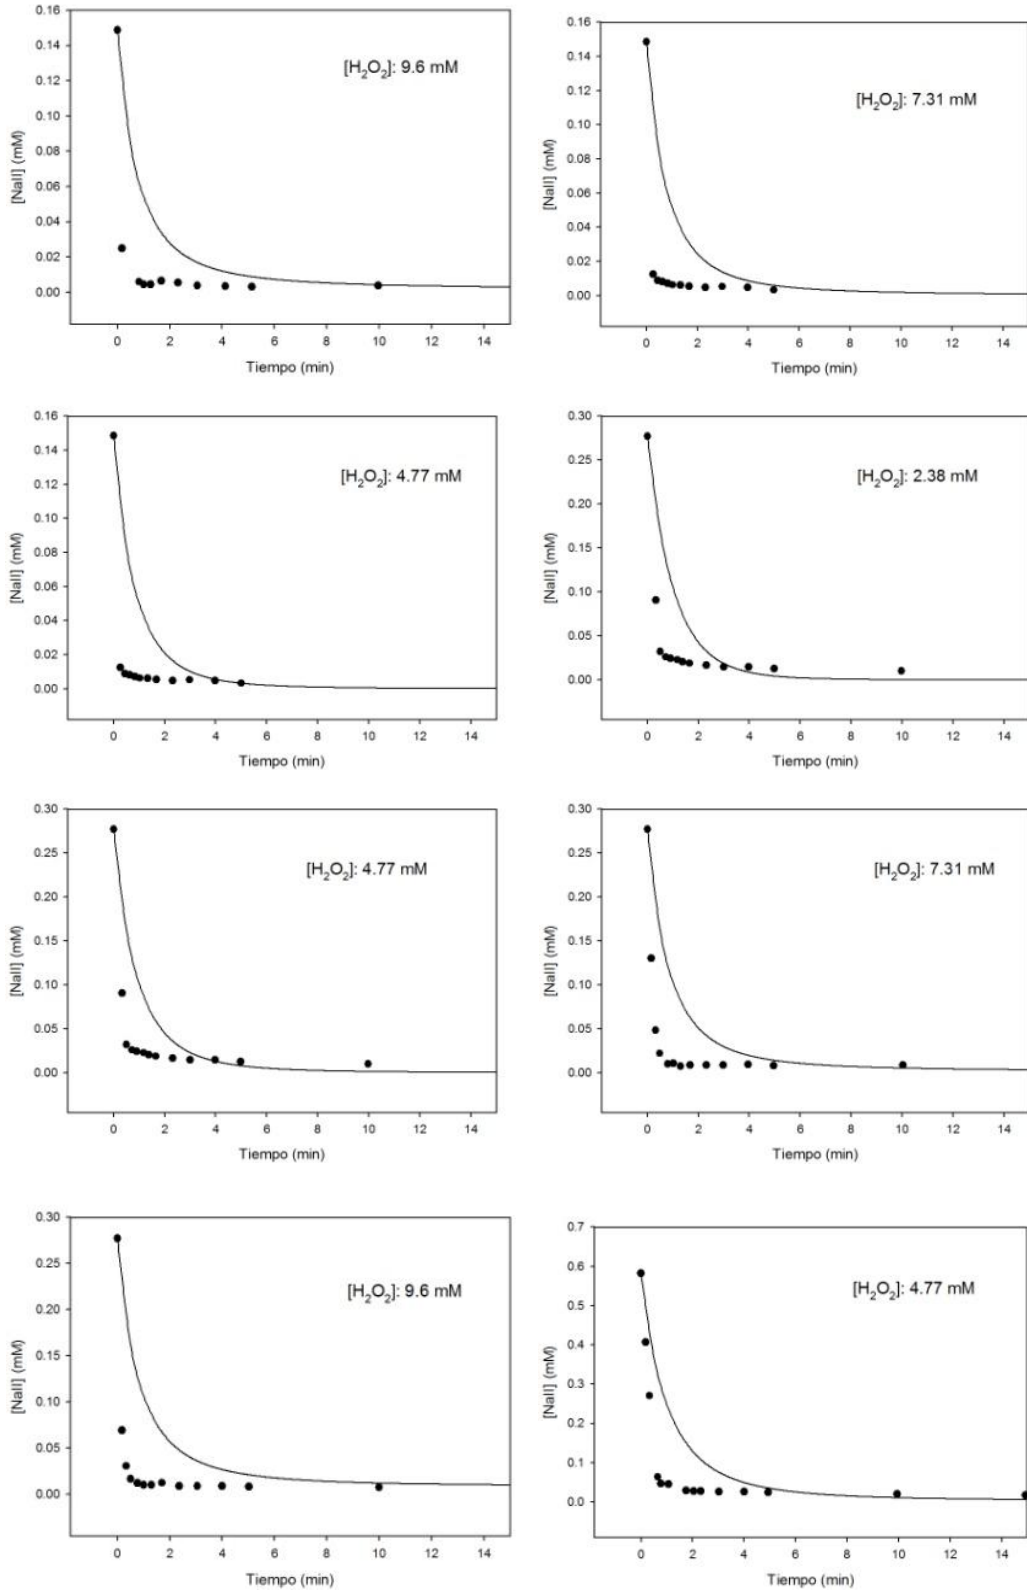 0.16
0.14
0.12
0.10
0.08
0.06
0.04
0.02
0.00
[NaII] (mM)
[H₂O₂]: 9.6 mM
0 2 4 6 8 10 12 14
Tiempo (min)
0.16
0.14
0.12
0.10
0.08
0.06
0.04
0.02
0.00
[NaII] (mM)
[H₂O₂]: 7.31 mM
0 2 4 6 8 10 12 14
Tiempo (min)
0.16
0.14
0.12
0.10
0.08
0.06
0.04
0.02
0.00
[NaII] (mM)
[H₂O₂]: 4.77 mM
0 2 4 6 8 10 12 14
Tiempo (min)
0.30
0.25
0.20
0.15
0.10
0.05
0.00
[NaII] (mM)
[H₂O₂]: 2.38 mM
0 2 4 6 8 10 12 14
Tiempo (min)
0.30
0.25
0.20
0.15
0.10
0.05
0.00
[NaII] (mM)
[H₂O₂]: 4.77 mM
0 2 4 6 8 10 12 14
Tiempo (min)
0.30
0.25
0.20
0.15
0.10
0.05
0.00
[NaII] (mM)
[H₂O₂]: 7.31 mM
0 2 4 6 8 10 12 14
Tiempo (min)
0.30
0.25
0.20
0.15
0.10
0.05
0.00
[NaII] (mM)
[H₂O₂]: 9.6 mM
0 2 4 6 8 10 12 14
Tiempo (min)
0.7
0.6
0.5
0.4
0.3
0.2
0.1
0.0
[NaII] (mM)
[H₂O₂]: 4.77 mM
0 2 4 6 8 10 12 14
Tiempo (min)